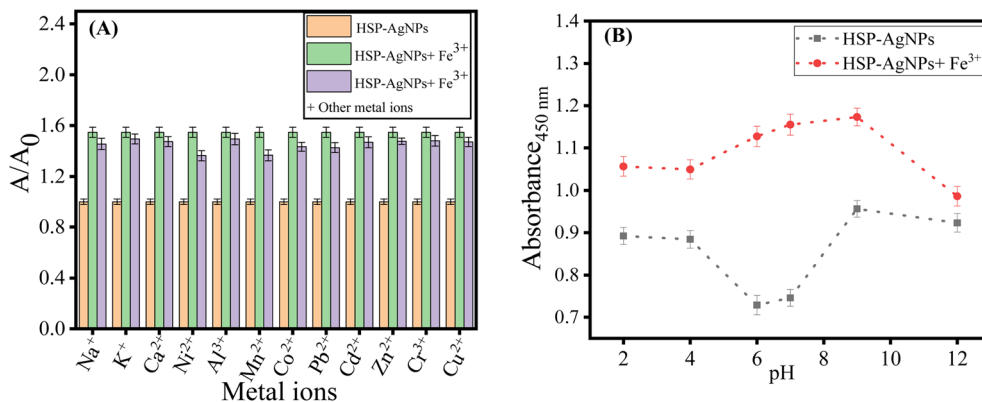 (A)
HSP-AgNPs
HSP-AgNPs+ Fe³⁺
HSP-AgNPs+ Fe³⁺
+ Other metal ions
A/A₀
2.4
2.0
1.6
1.2
0.8
0.4
0.0
Na⁺ K⁺ Ca²⁺ Ni²⁺ Al³⁺ Mn²⁺ Co²⁺ Pb²⁺ Cd²⁺ Zn²⁺ Cr³⁺ Cu²⁺
Metal ions
(B)
HSP-AgNPs
HSP-AgNPs+ Fe³⁺
Absorbance₄₅₀ ₙₘ
1.4
1.3
1.2
1.1
1.0
0.9
0.8
0.7
2 4 6 8 10 12
pH